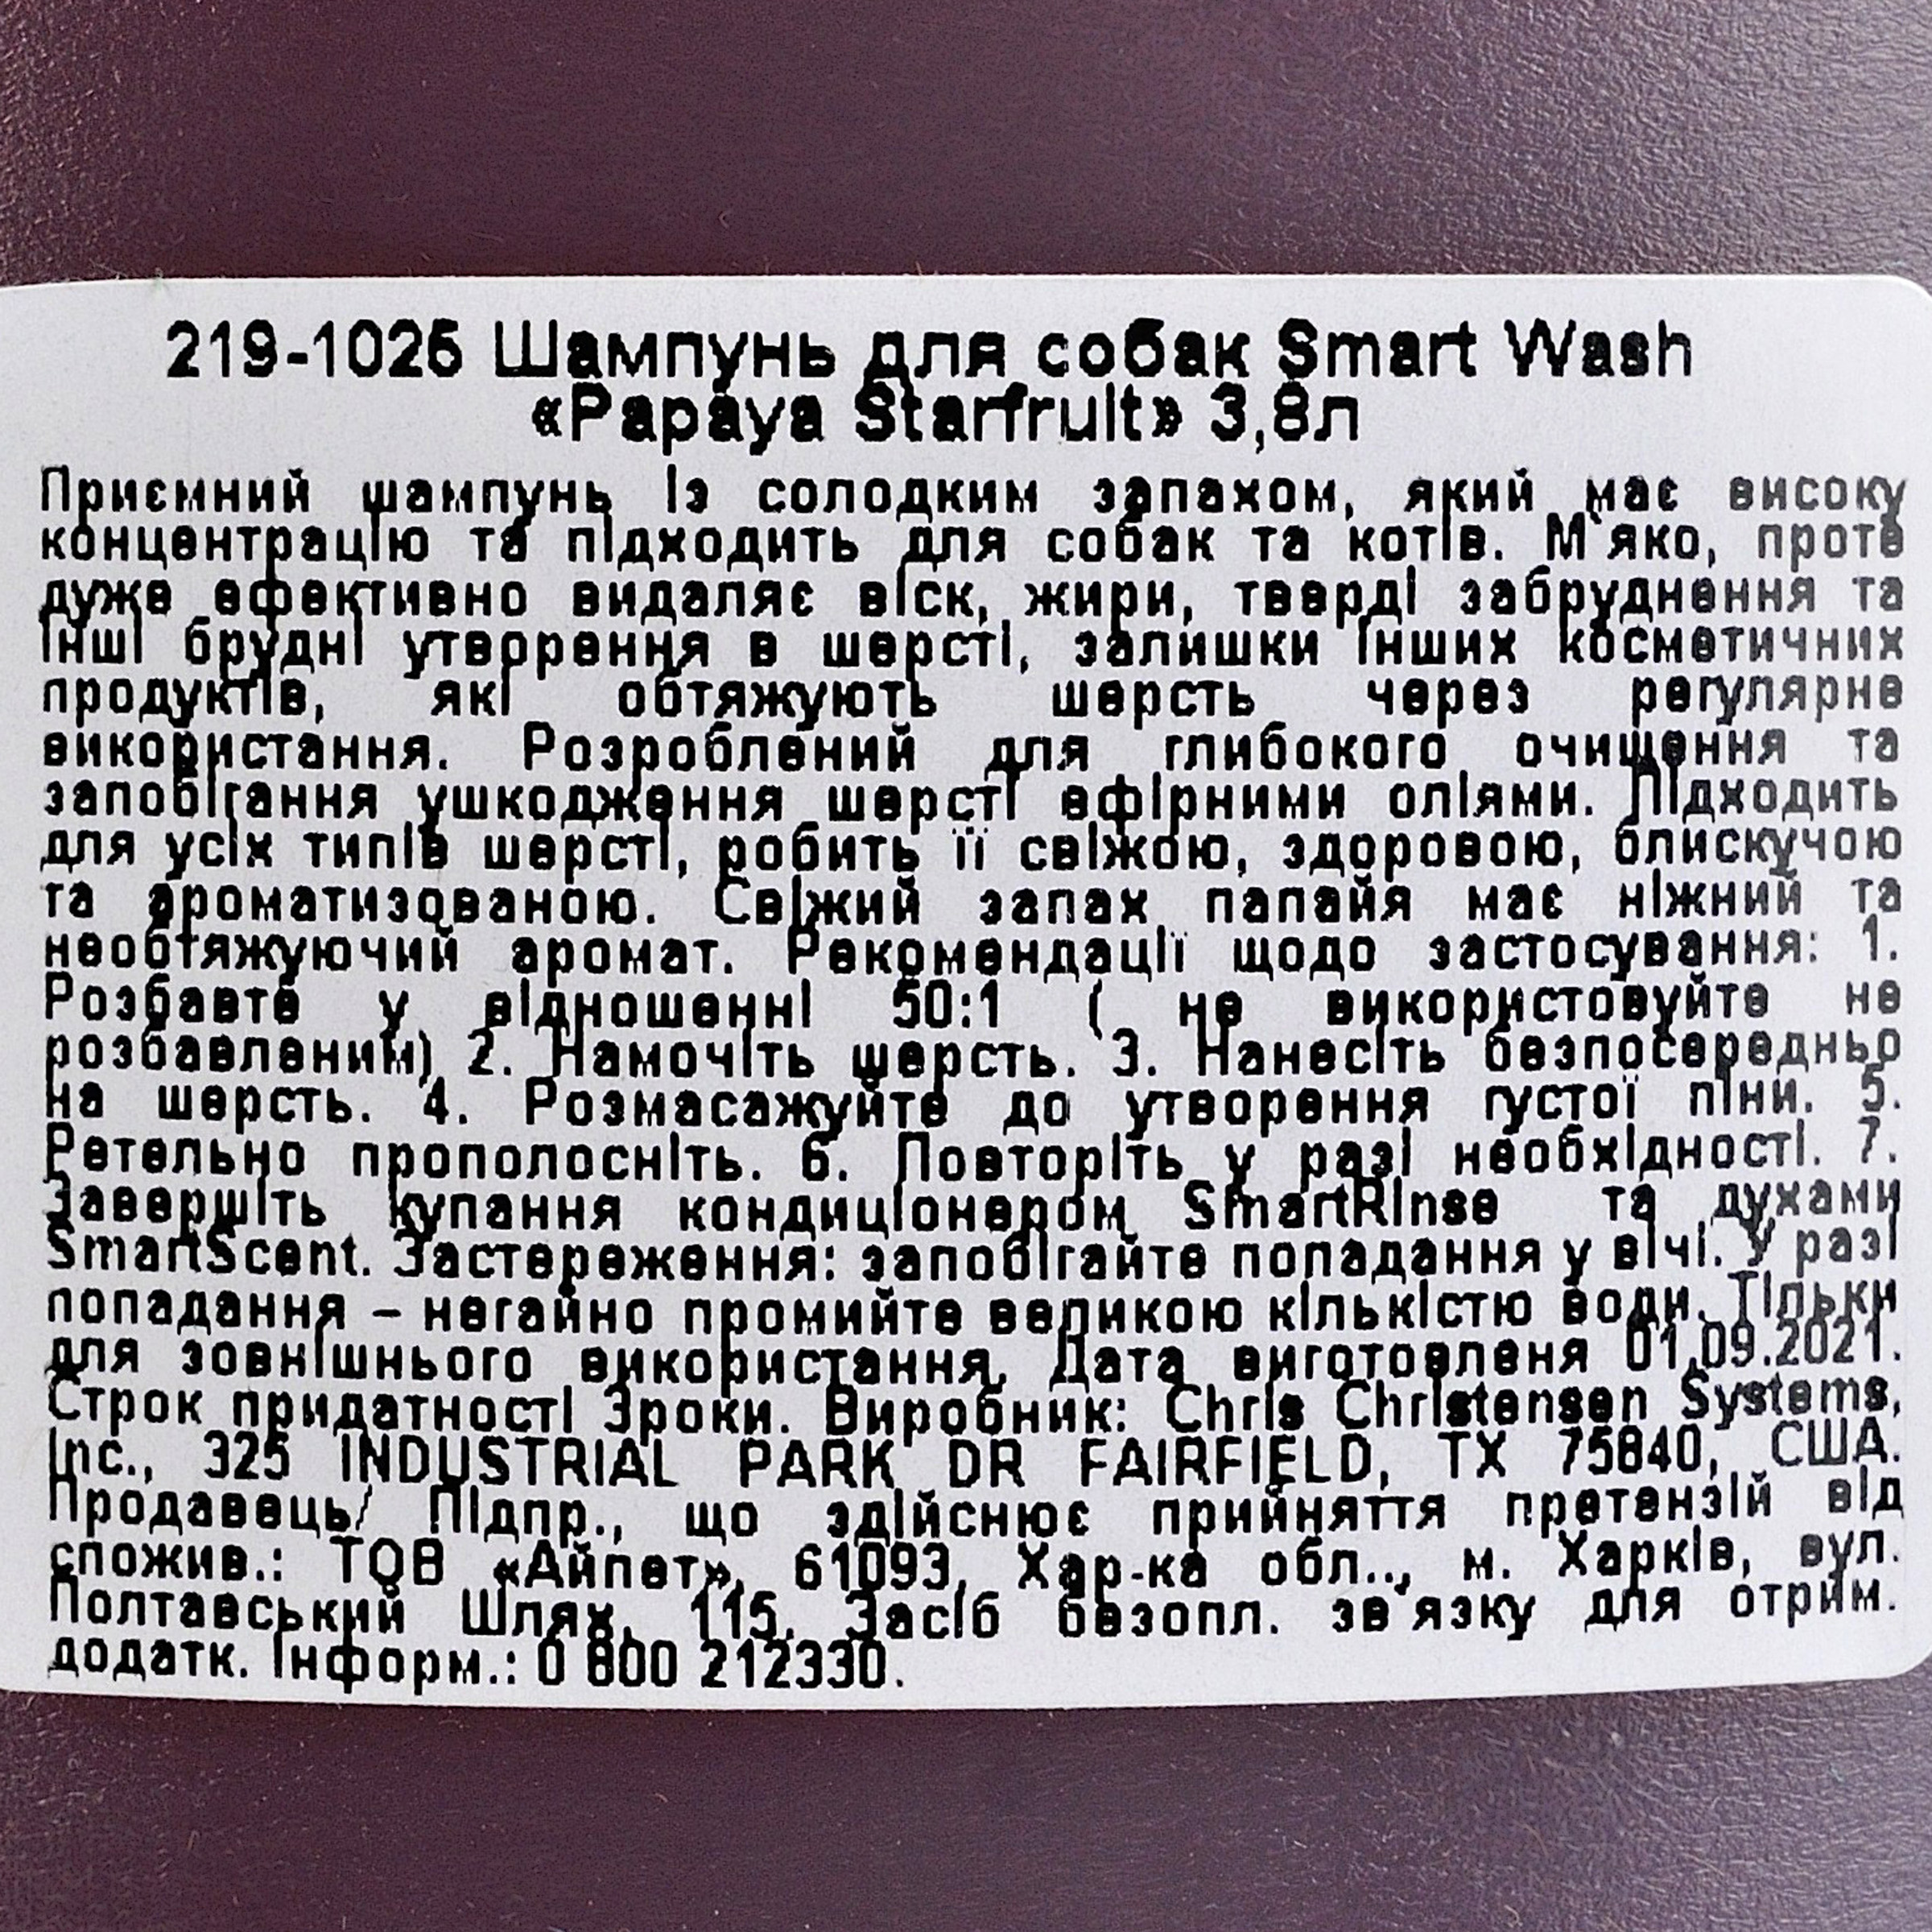 219-1025 Шампунь для собак Smart Wash
«Papaya Starfruit» 3,8л
Приємний шампунь із солодким запахом, який має високу
концентрацію та підходить для собак та котів. М`яко, проте
дуже ефективно видаляє віск, жири, тверді забруднення та
інші брудні утворення в шерсті, залишки інших косметичних
продуктів, які обтяжують шерсть через регулярне
використання. Розроблений для глибокого очищення та
запобігання ушкодження шерсті ефірними оліями. Підходить
для усіх типів шерсті, робить її свіжою, здоровою, блискучою
та ароматизованою. Свіжий запах папайя має ніжний та
необтяжуючий аромат. Рекомендації щодо застосування: 1.
Розбавте у відношенні 50:1 ( не використовуйте не
розбавленим) 2. Намочіть шерсть. 3. Нанесіть безпосередньо
на шерсть. 4. Розмасажуйте до утворення густої піни. 5.
Ретельно прополосніть. 6. Повторіть у разі необхідності. 7.
Завершіть купання кондиціонером SmartRinse та духами
SmartScent. Застереження: запобігайте попадання у вічі. У разі
попадання – негайно промийте великою кількістю води. Тільки
для зовнішнього використання. Дата виготовленя 01.09.2021.
Строк придатності 3роки. Виробник: Chris Christensen Systems,
Inc., 325 INDUSTRIAL PARK DR FAIRFIELD, TX 75840, США.
Продавець/ Підпр., що здійснює прийняття претензій від
спожив.: ТОВ «Айпет», 61093, Хар-ка обл.., м. Харків, вул.
Полтавський Шлях, 115. Засіб безопл. зв`язку для отрим.
додатк. Інформ.: 0 800 212330.